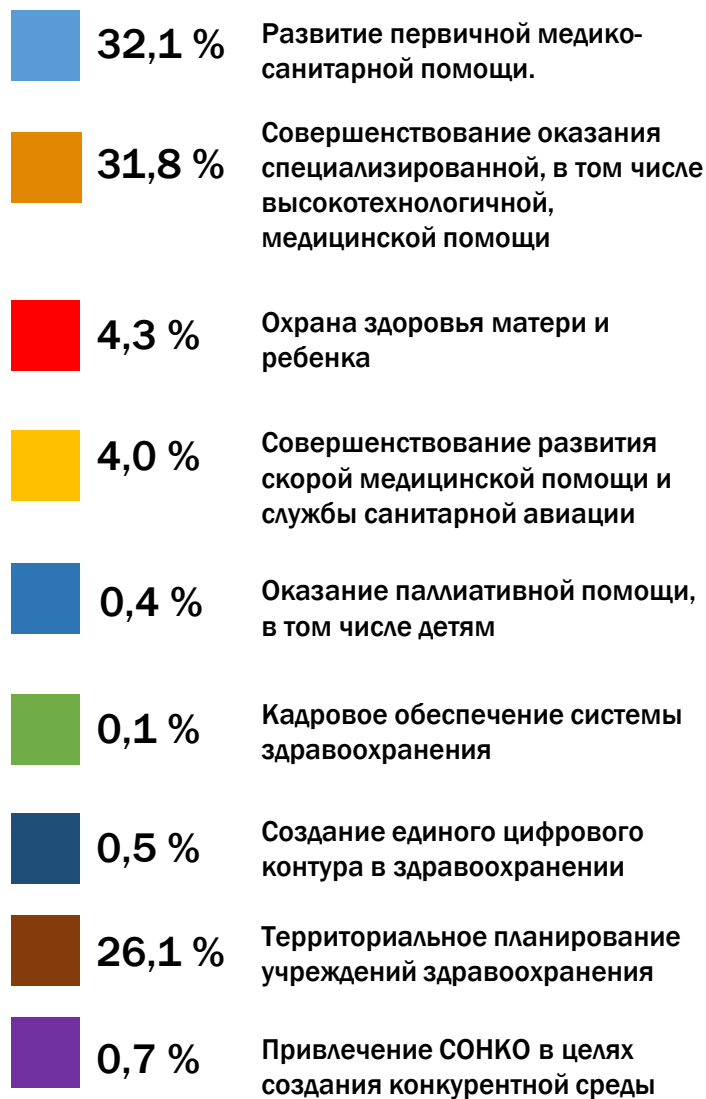 32,1 %
Развитие первичной медико-
санитарной помощи.
31,8 %
Совершенствование оказания
специализированной, в том числе
высокотехнологичной,
медицинской помощи
4,3 %
Охрана здоровья матери и
ребенка
4,0 %
Совершенствование развития
скорой медицинской помощи и
службы санитарной авиации
0,4 %
Оказание паллиативной помощи,
в том числе детям
0,1 %
Кадровое обеспечение системы
здравоохранения
0,5 %
Создание единого цифрового
контура в здравоохранении
26,1 %
Территориальное планирование
учреждений здравоохранения
0,7 %
Привлечение СОНКО в целях
создания конкурентной среды